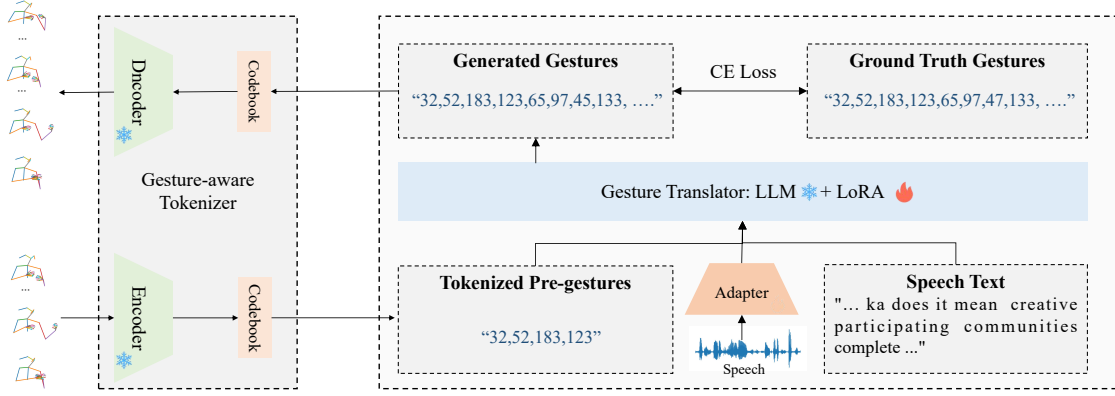 ...
...
Dncoder
Codebook
Gesture-aware
Tokenizer
...
Encoder
Codebook
Generated Gestures
“32,52,183,123,65,97,45,133, ….”
CE Loss
Ground Truth Gestures
“32,52,183,123,65,97,47,133, ….”
Gesture Translator: LLM + LoRA
Tokenized Pre-gestures
“32,52,183,123”
Adapter
Speech
Speech Text
"... ka does it mean creative
participating communities
complete ..."